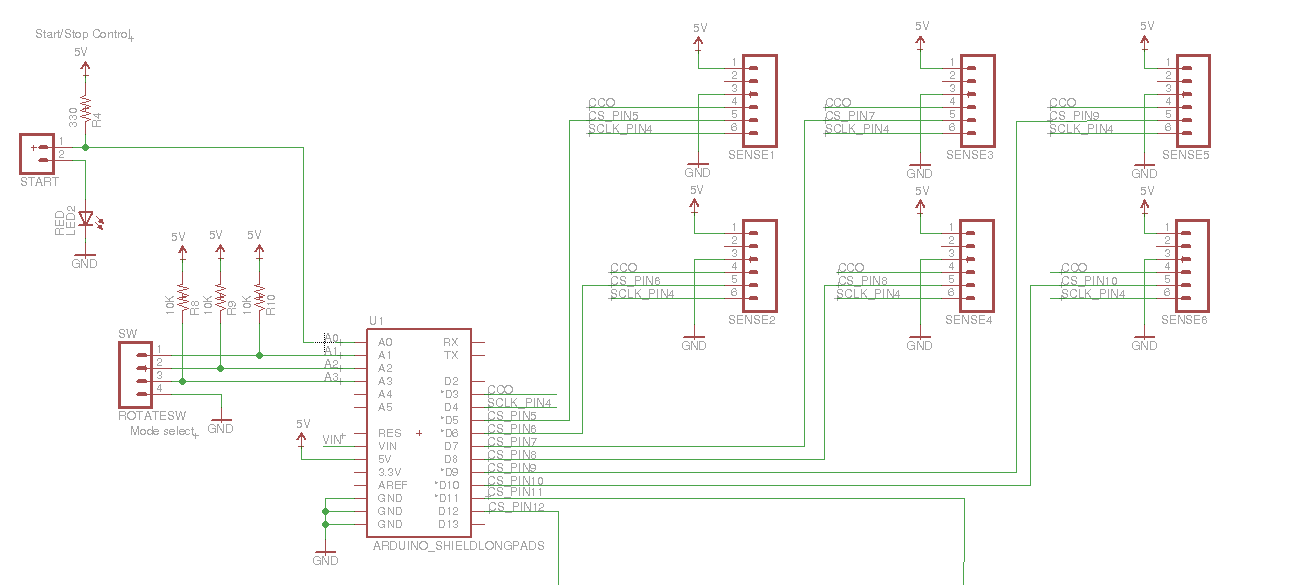 Start/Stop Control
5V
330
R4
1
2
START
RED
LED2
GND
5V
5V
5V
10K
R8
10K
R9
10K
R10
SW
1
2
3
4
ROTATESW
Mode select
GND
A0
A1
A2
A3
5V
VIN
GND
U1
A0
A1
A2
A3
A4
A5
RES
VIN
5V
3.3V
AREF
GND
GND
GND
RX
TX
D2
*D3
D4
*D5
*D6
D7
D8
*D9
*D10
*D11
D12
D13
ARDUINO_SHIELDLONGPADS
CCO
SCLK_PIN4
CS_PIN5
CS_PIN6
CS_PIN7
CS_PIN8
CS_PIN9
CS_PIN10
CS_PIN11
CS_PIN12
5V
1
2
3
4
5
6
CCO
CS_PIN5
SCLK_PIN4
GND
SENSE1
5V
1
2
3
4
5
6
CCO
CS_PIN7
SCLK_PIN4
GND
SENSE3
5V
1
2
3
4
5
6
CCO
CS_PIN9
SCLK_PIN4
GND
SENSE5
5V
1
2
3
4
5
6
CCO
CS_PIN6
SCLK_PIN4
GND
SENSE2
5V
1
2
3
4
5
6
CCO
CS_PIN8
SCLK_PIN4
GND
SENSE4
5V
1
2
3
4
5
6
CCO
CS_PIN10
SCLK_PIN4
GND
SENSE6